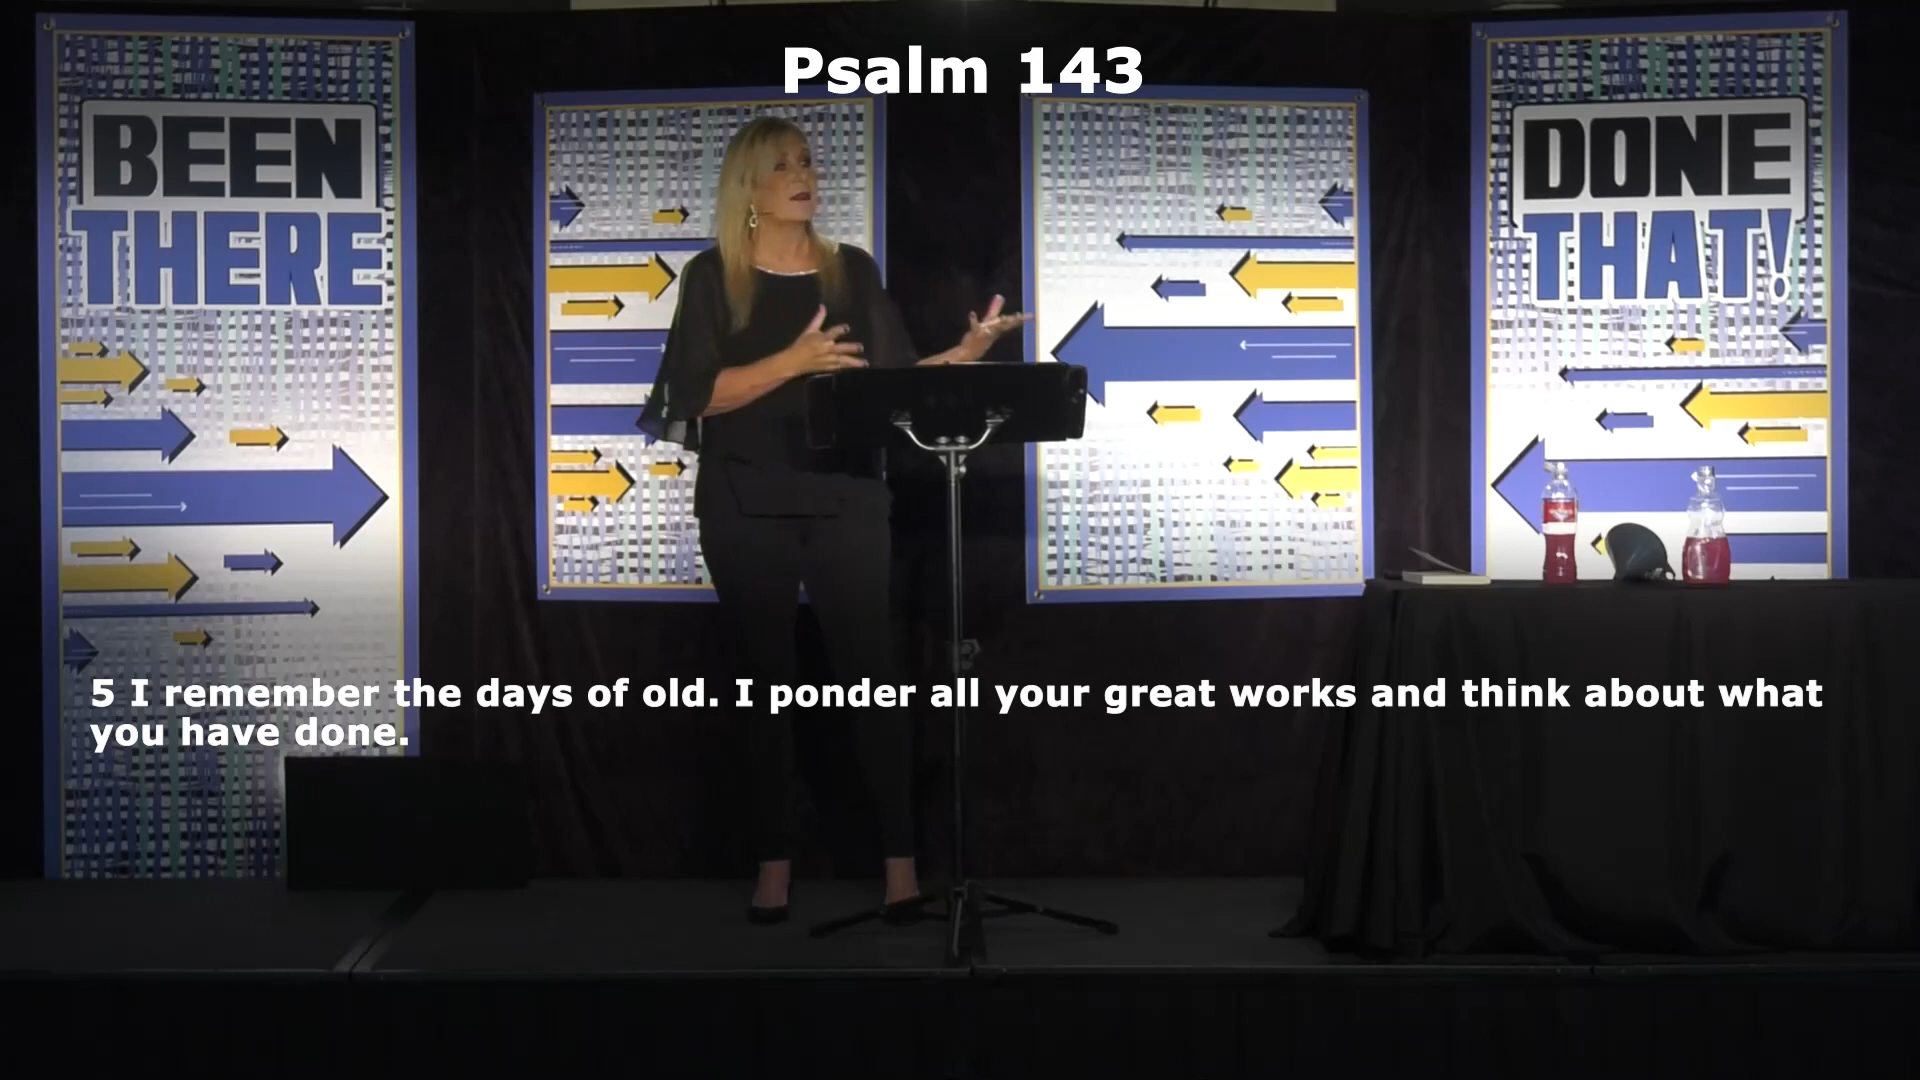 Psalm 143
BEEN
THERE
DONE
THAT!
5 I remember the days of old. I ponder all your great works and think about what
you have done.